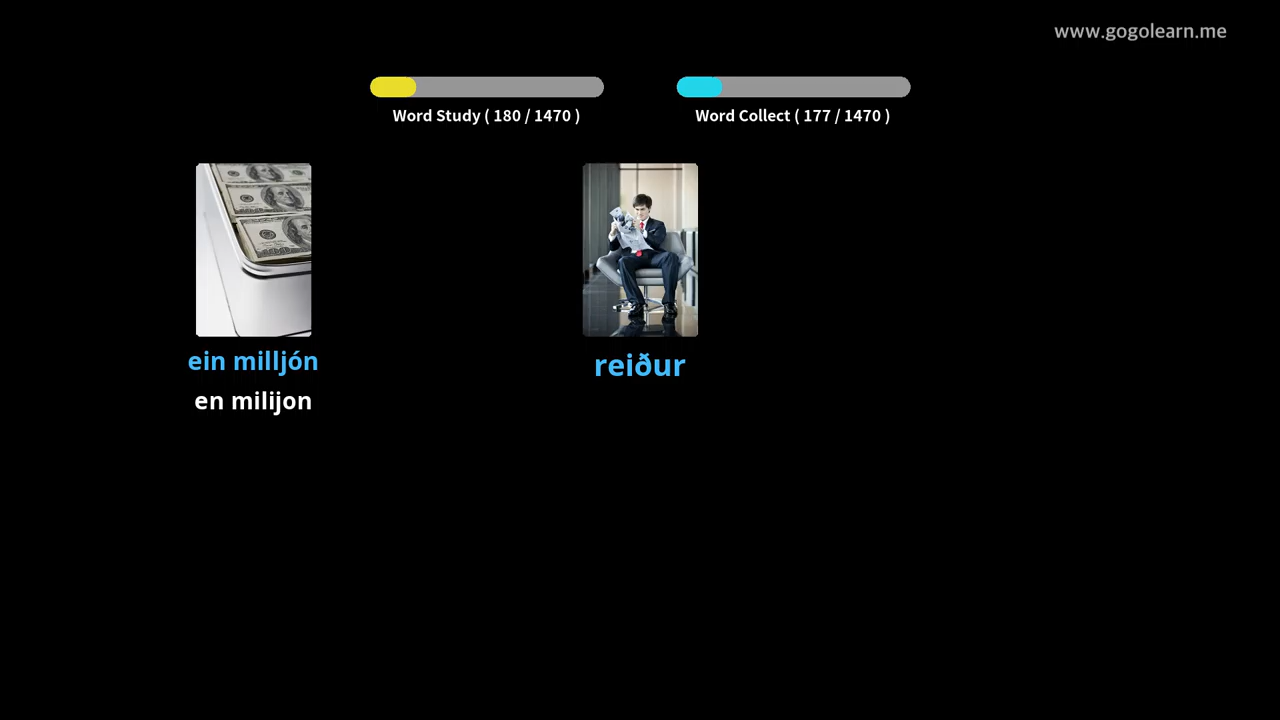 www.gogolearn.me
Word Study ( 180 / 1470 )
Word Collect ( 177 / 1470 )
ein milljón
en milijon
reiður